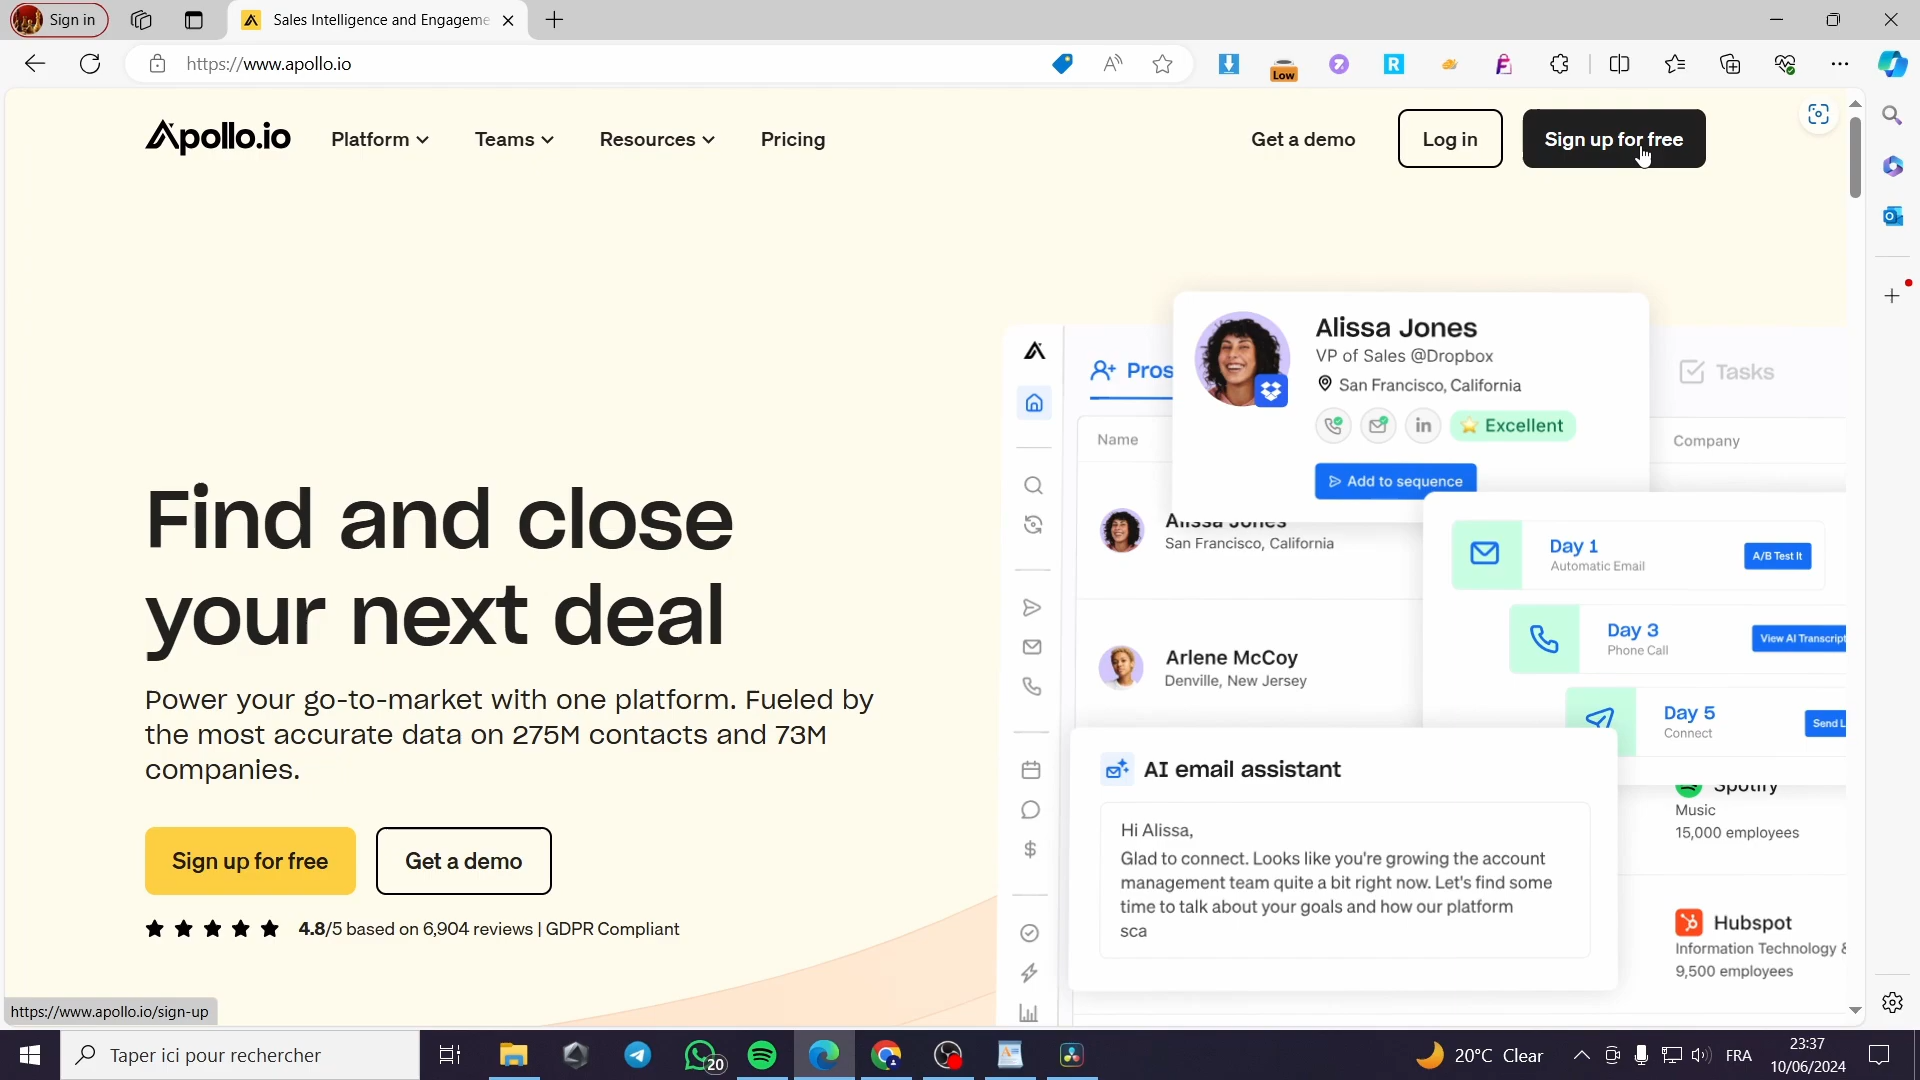 Sign in
Sales Intelligence and Engageme
https://www.apollo.io
Low
R
Apollo.io
Platform
Teams
Resources
Pricing
Get a demo
Log in
Sign up for free
Alissa Jones
VP of Sales @Dropbox
San Francisco, California
in
Excellent
Add to sequence
Pros
Tasks
Name
Company
Alissa Jones
San Francisco, California
Day 1
Automatic Email
A/B Test It
Day 3
Phone Call
View AI Transcript
Arlene McCoy
Denville, New Jersey
Day 5
Connect
Send L
Find and close
your next deal
Power your go-to-market with one platform. Fueled by
the most accurate data on 275M contacts and 73M
companies.
Sign up for free
Get a demo
4.8/5 based on 6,904 reviews | GDPR Compliant
AI email assistant
Hi Alissa,
Glad to connect. Looks like you're growing the account
management team quite a bit right now. Let's find some
time to talk about your goals and how our platform
sca
Spotify
Music
15,000 employees
Hubspot
Information Technology &
9,500 employees
https://www.apollo.io/sign-up
Taper ici pour rechercher
20
20°C Clear
FRA
23:37
10/06/2024